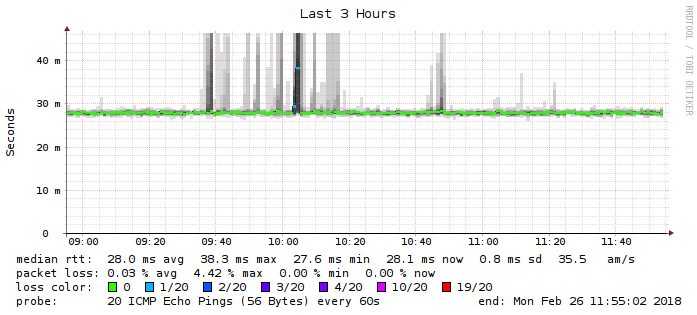 Last 3 Hours
RRDTOOL / TOBI OETIKER
Seconds
40 m
30 m
20 m
10 m
0
09:00 09:20 09:40 10:00 10:20 10:40 11:00 11:20 11:40
median rtt: 28.0 ms avg 38.3 ms max 27.6 ms min 28.1 ms now 0.8 ms sd 35.5 am/s
packet loss: 0.03 % avg 4.42 % max 0.00 % min 0.00 % now
loss color: 0 1/20 2/20 3/20 4/20 10/20 19/20
probe: 20 ICMP Echo Pings (56 Bytes) every 60s end: Mon Feb 26 11:55:02 2018